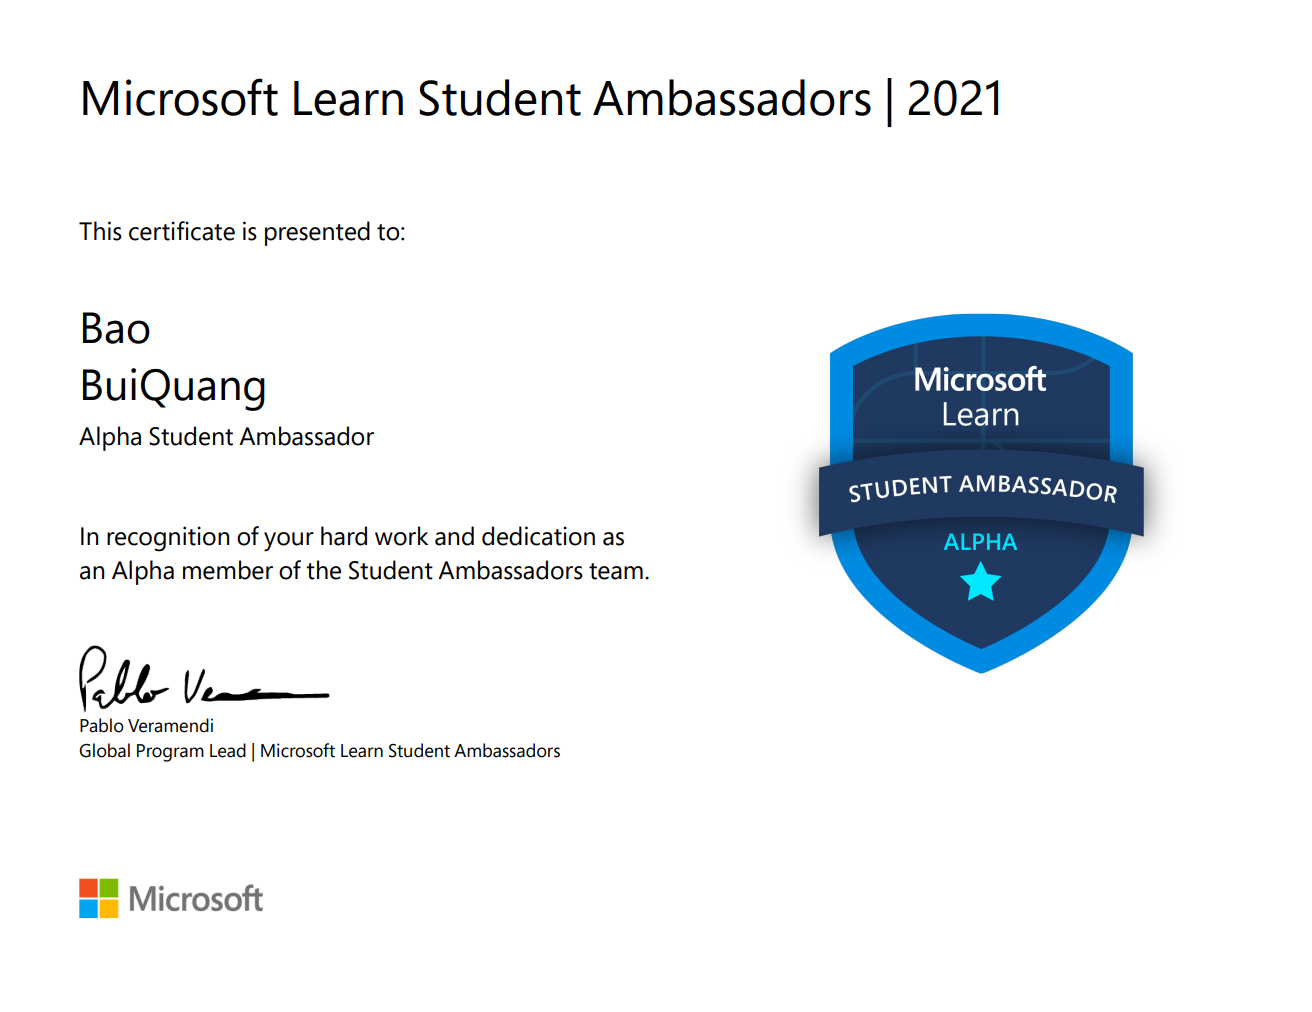 Microsoft Learn Student Ambassadors | 2021
This certificate is presented to:
Bao
BuiQuang
Alpha Student Ambassador
In recognition of your hard work and dedication as
an Alpha member of the Student Ambassadors team.
Pablo Veramendi
Global Program Lead | Microsoft Learn Student Ambassadors
Microsoft
Microsoft
Learn
STUDENT AMBASSADOR
ALPHA